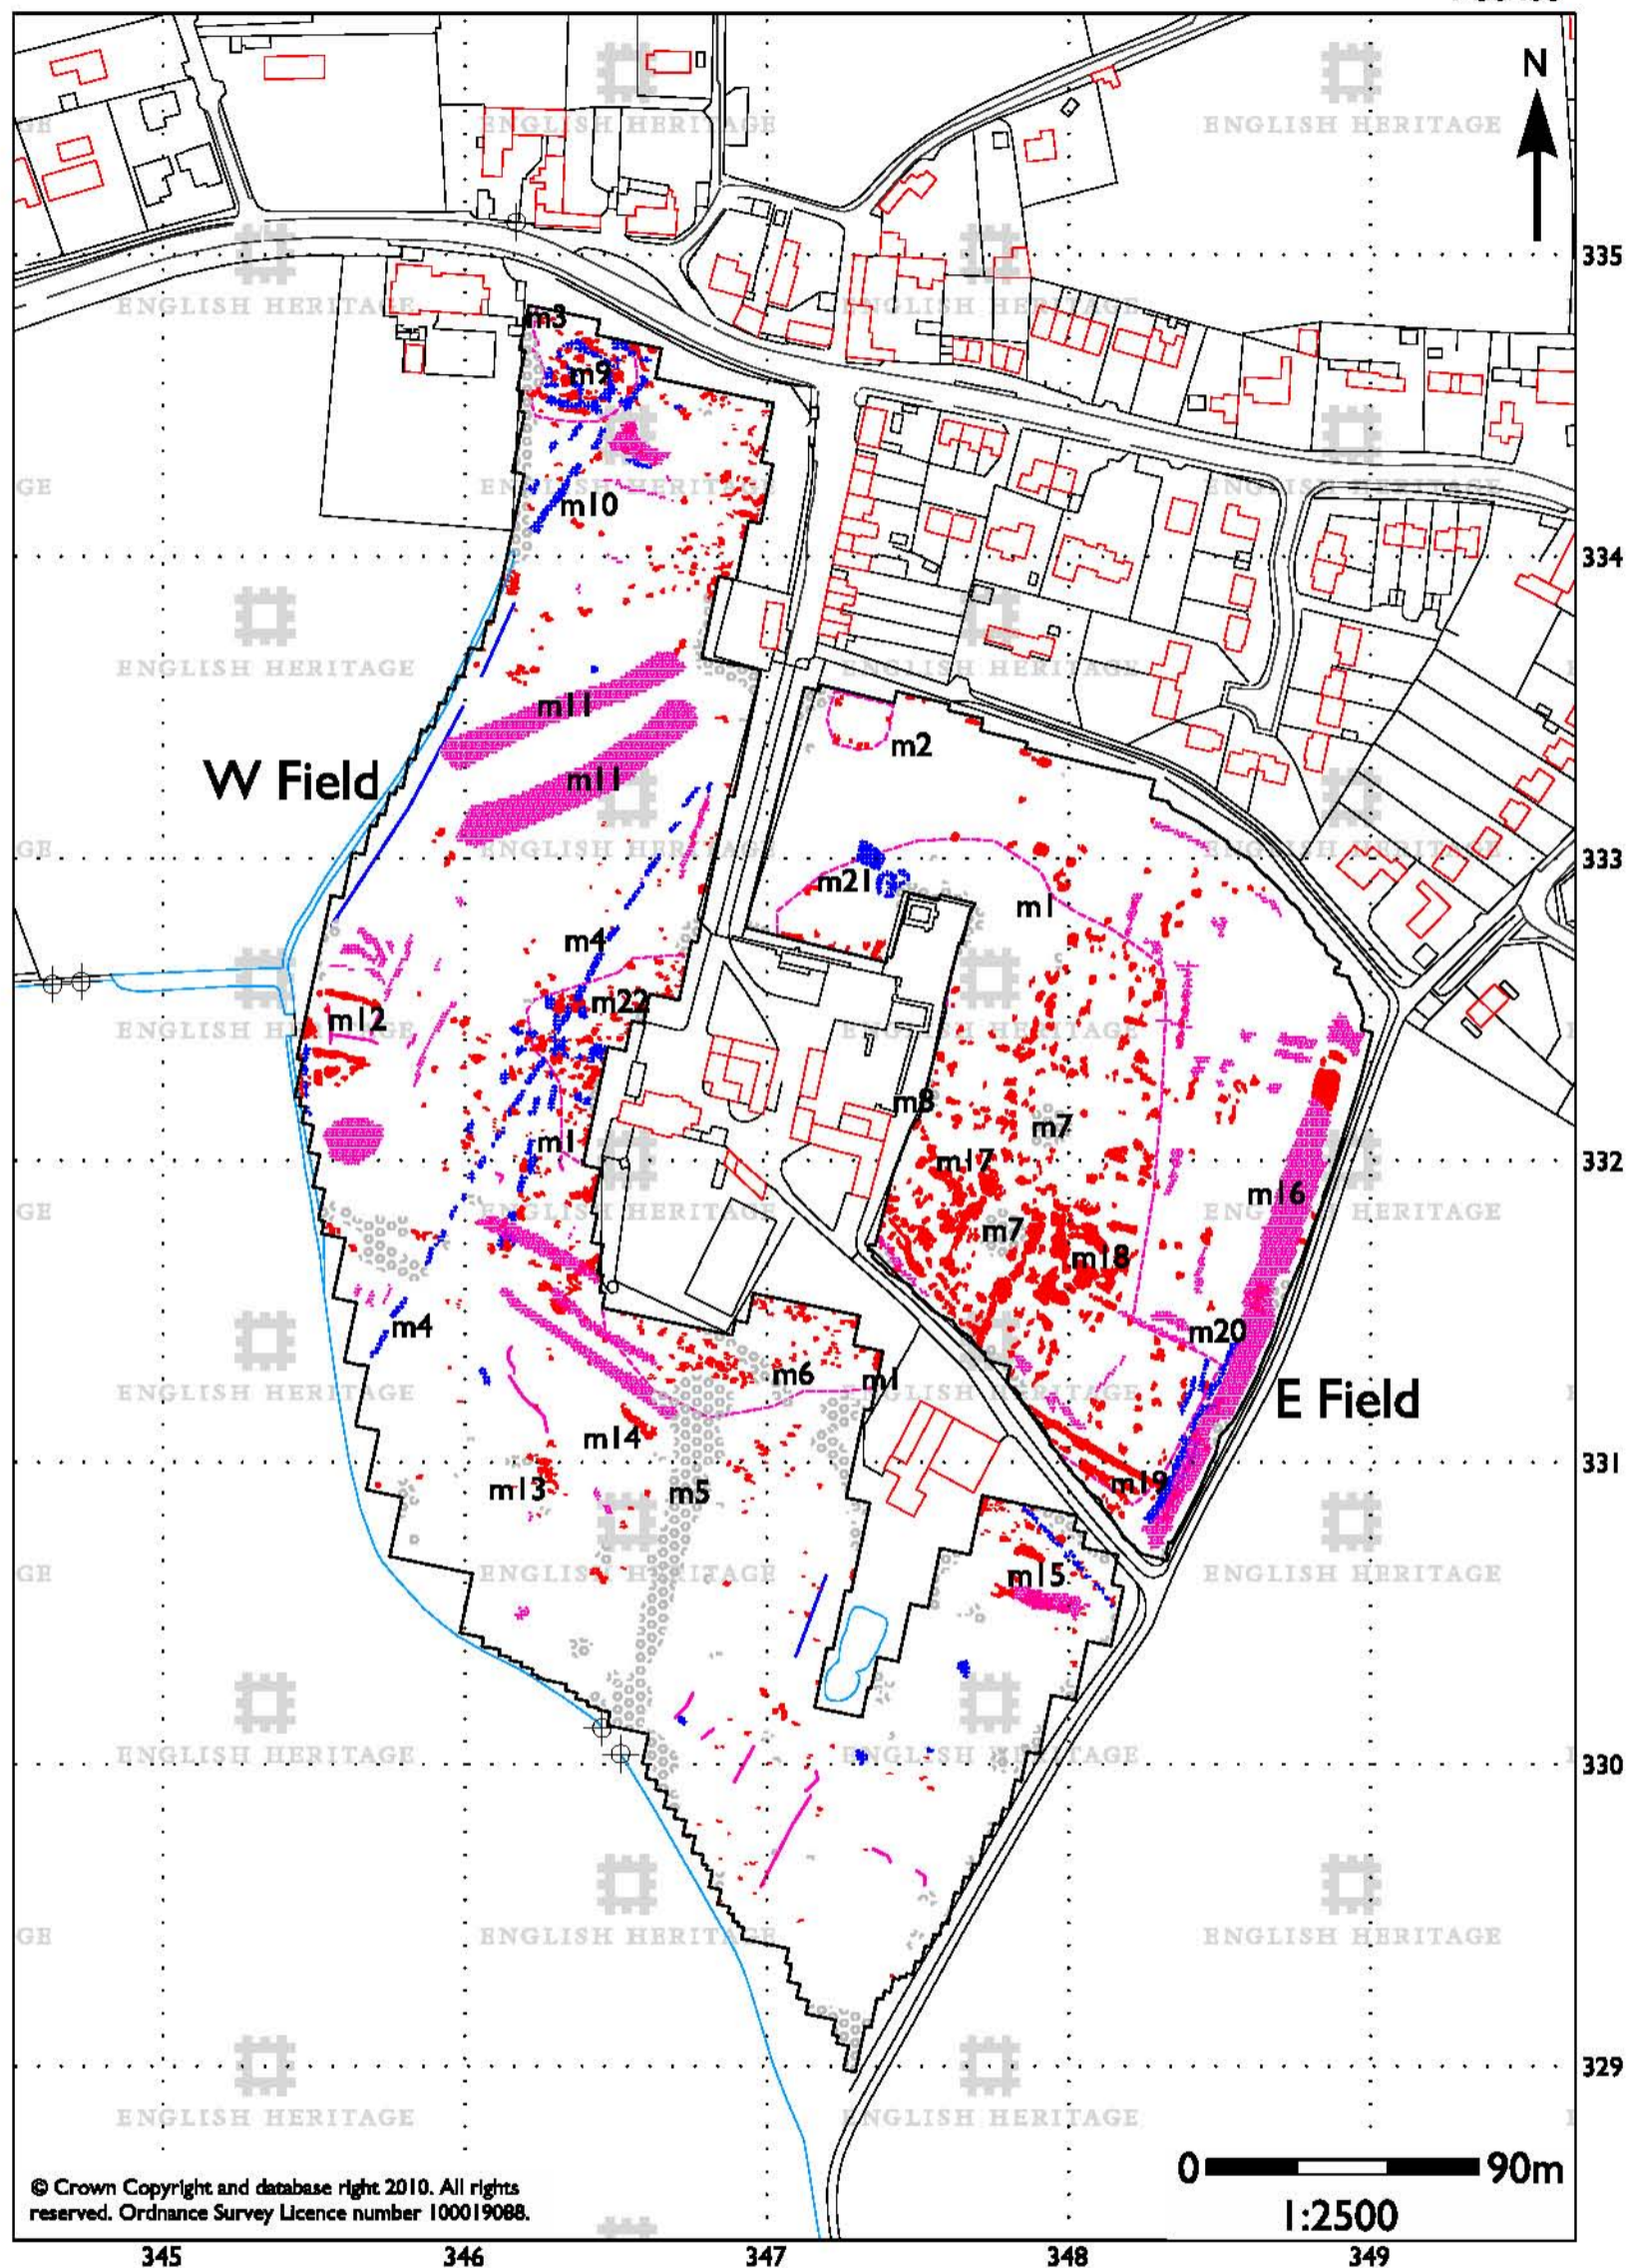 N
335
m3
m9
m10
334
m11
W Field
m2
m11
333
m21
m1
m4
m22
m12
m8
m7
m1
m17
332
m16
m7
m18
m4
m20
m6
m1
E Field
m14
331
m19
m13
m5
m15
330
329
0 90m
1:2500
© Crown Copyright and database right 2010. All rights
reserved. Ordnance Survey Licence number 100019088.
345 346 347 348 349
ENGLISH HERITAGE